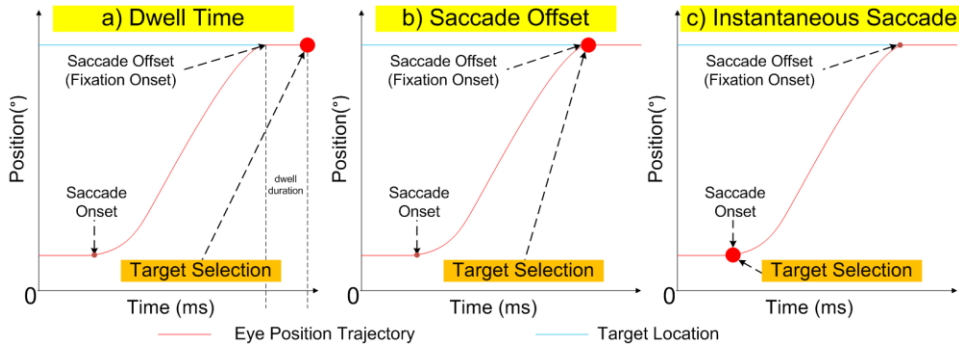 a) Dwell Time
Saccade Offset
(Fixation Onset)
Position(°)
dwell
duration
Saccade
Onset
Target Selection
0
Time (ms)
b) Saccade Offset
Saccade Offset
(Fixation Onset)
Position(°)
Saccade
Onset
Target Selection
0
Time (ms)
c) Instantaneous Saccade
Saccade Offset
(Fixation Onset)
Position(°)
Saccade
Onset
Target Selection
0
Time (ms)
Eye Position Trajectory
Target Location